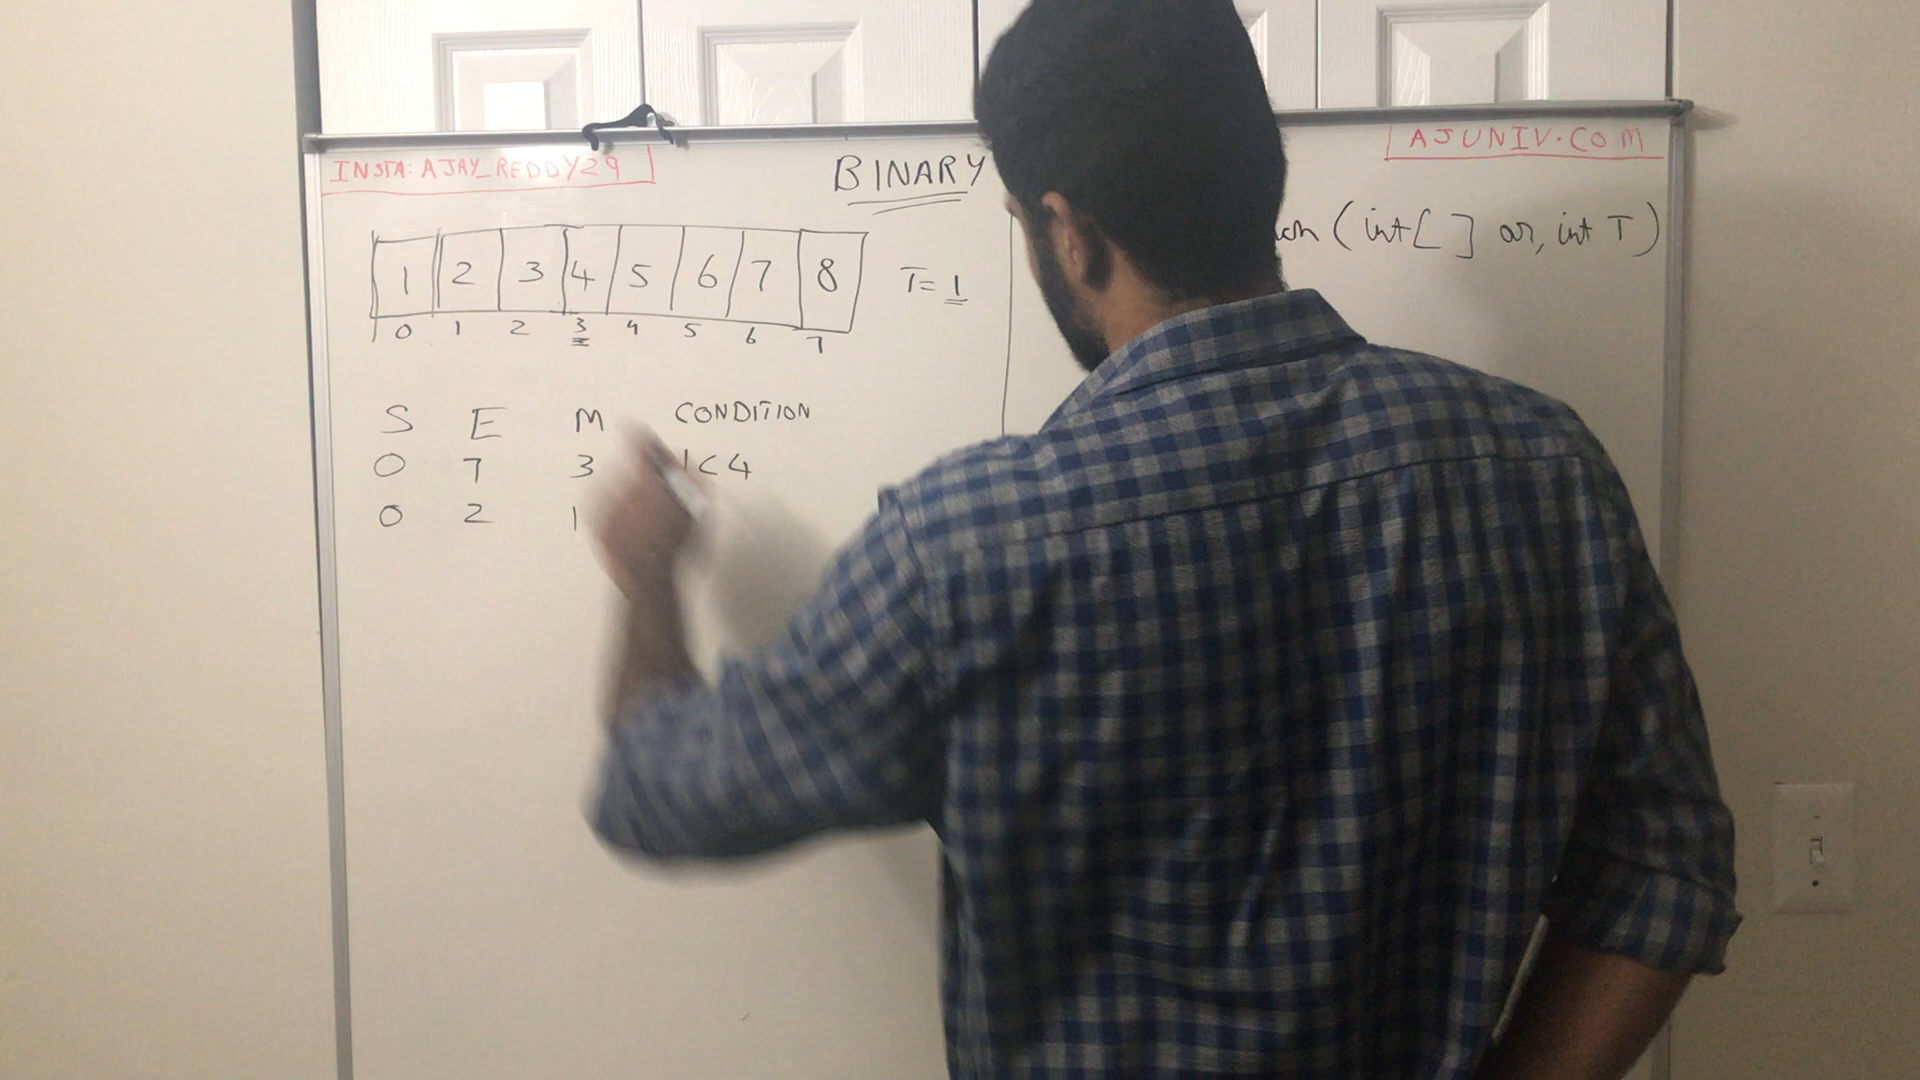 INSTA: AJAY_REDDY29
BINARY
AJUNIV.COM
(int[ ] ar, int T)
1 2 3 4 5 6 7 8
T= 1
0 1 2 3 4 5 6 7
S E M CONDITION
0 7 3 1<4
0 2 1